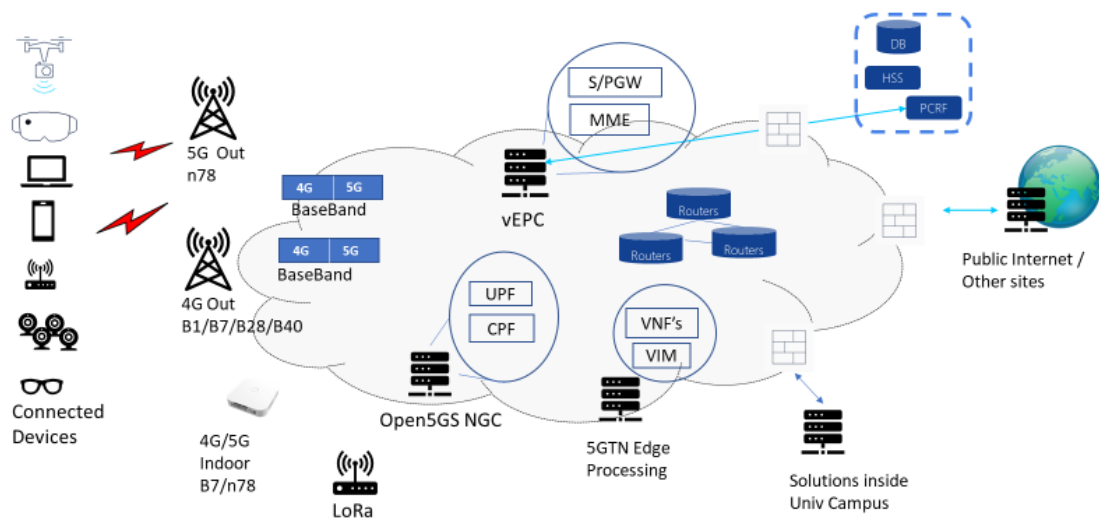 S/PGW
MME
DB
HSS
PCRF
5G Out
n78
4G 5G
BaseBand
vEPC
Routers
Routers
Routers
4G 5G
BaseBand
Public Internet /
Other sites
4G Out
B1/B7/B28/B40
UPF
CPF
VNF's
VIM
Connected
Devices
Open5GS NGC
4G/5G
Indoor
B7/n78
LoRa
5GTN Edge
Processing
Solutions inside
Univ Campus